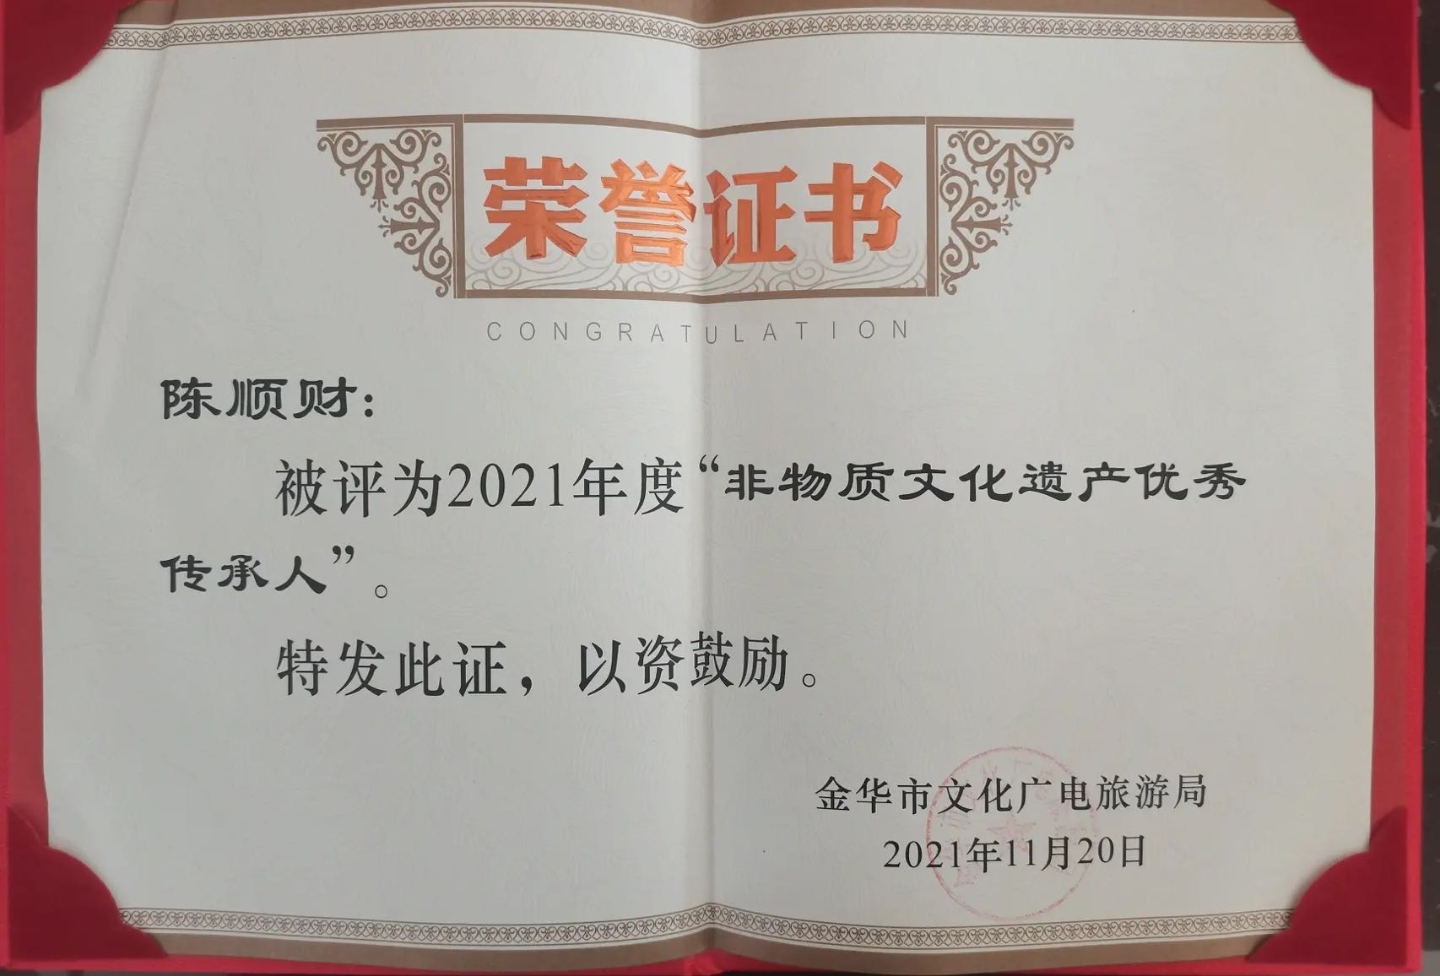 荣誉证书
CONGRATULATION
陈顺财：
被评为2021年度“非物质文化遗产优秀
传承人”。
特发此证，以资鼓励。
金华市文化广电旅游局
2021年11月20日